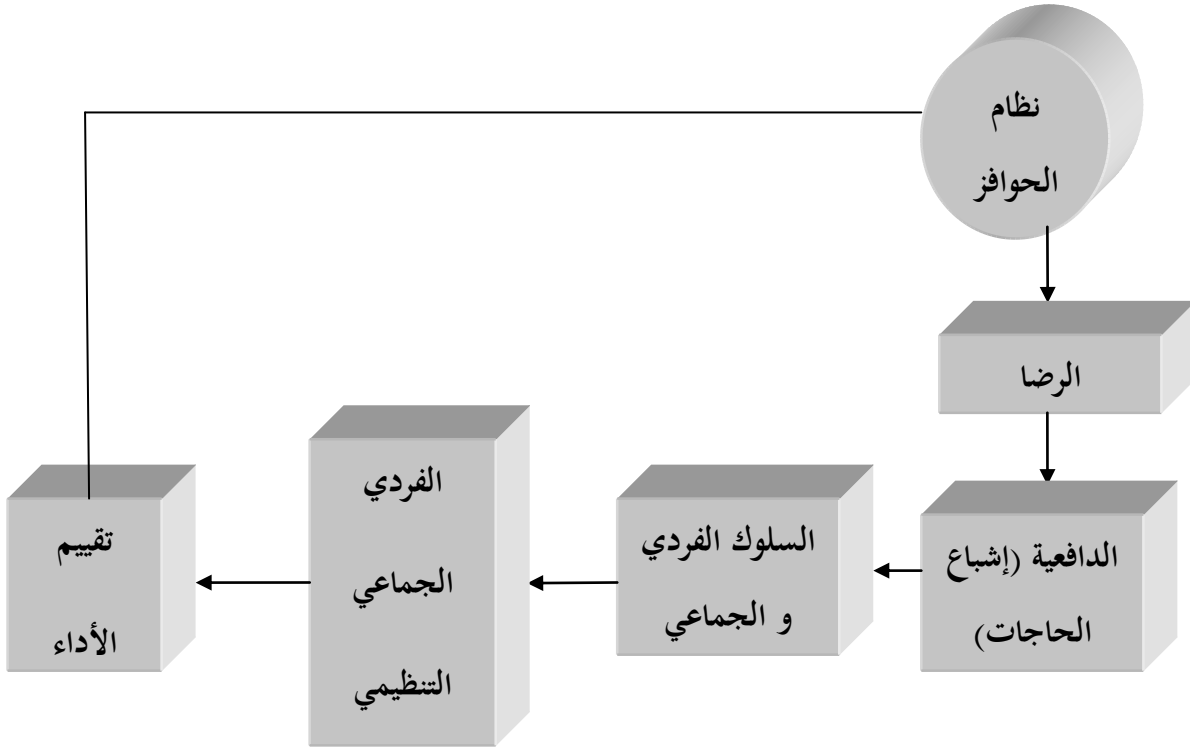 نظام
الحوافز
الرضا
الدافعية (إشباع
الحاجات)
السلوك الفردي
و الجماعي
الفردي
الجماعي
التنظيمي
تقييم
الأداء